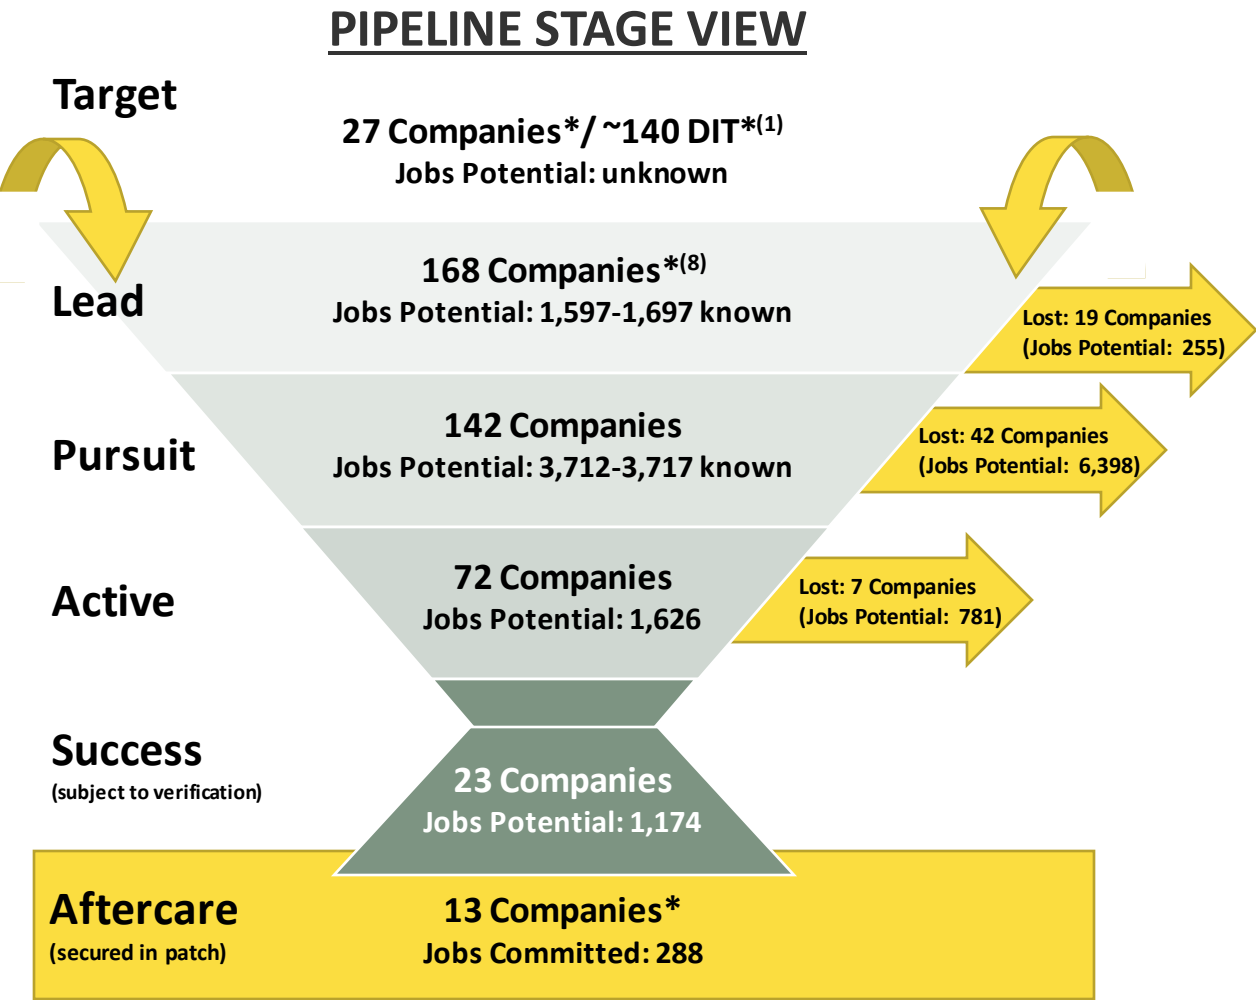 PIPELINE STAGE VIEW
Target
27 Companies*/ ~140 DIT*(1)
Jobs Potential: unknown
Lead
168 Companies*(8)
Jobs Potential: 1,597-1,697 known
Lost: 19 Companies
(Jobs Potential: 255)
Pursuit
142 Companies
Jobs Potential: 3,712-3,717 known
Lost: 42 Companies
(Jobs Potential: 6,398)
Active
72 Companies
Jobs Potential: 1,626
Lost: 7 Companies
(Jobs Potential: 781)
Success
(subject to verification)
23 Companies
Jobs Potential: 1,174
Aftercare
(secured in patch)
13 Companies*
Jobs Committed: 288